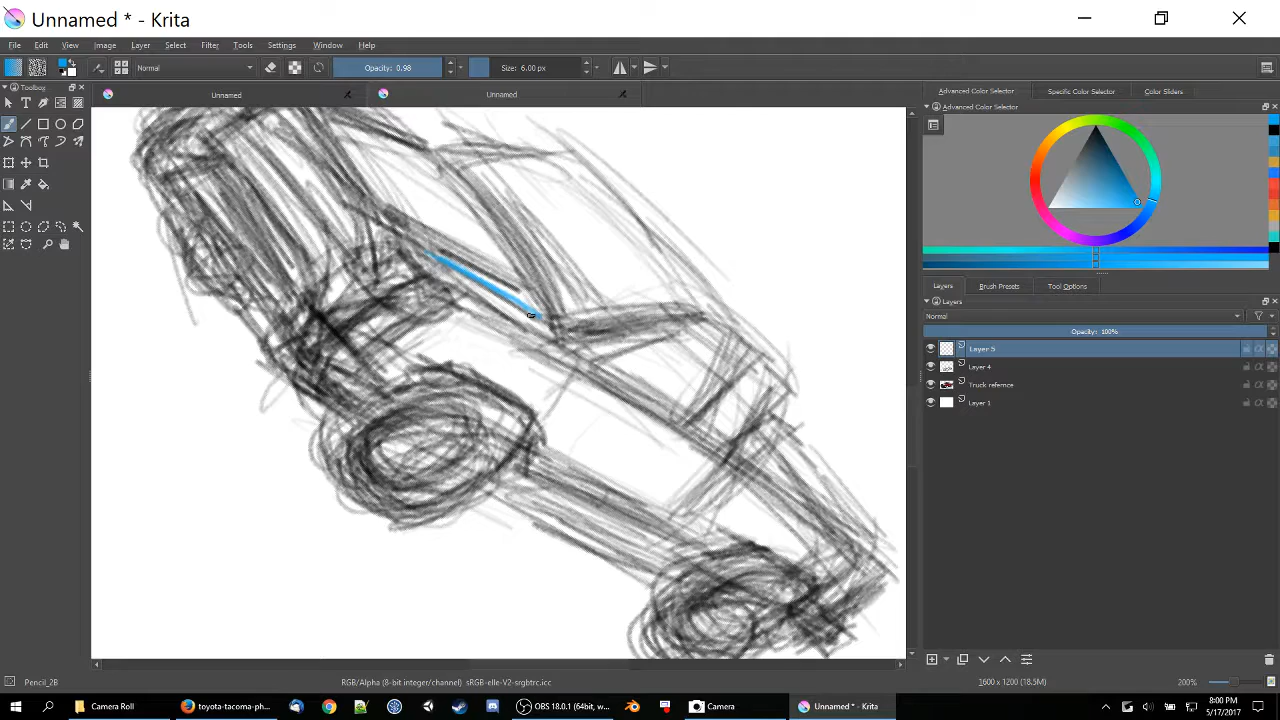 Unnamed * - Krita
File Edit View Image Layer Select Filter Tools Settings Window Help
Normal Opacity: 0.98 Size: 6.00 px
Toolbox Unnamed Unnamed Advanced Color Selector Specific Color Selector Color Sliders
Advanced Color Selector
Layers Brush Presets Tool Options
Layers
Normal
Opacity: 100%
Layer 5
Layer 4
Truck refernce
Layer 1
Pencil_2B RGB/Alpha (8-bit integer/channel) sRGB-elle-V2-srgbtrc.icc 1600 x 1200 (18.5M) 200%
Camera Roll toyota-tacoma-ph... OBS 18.0.1 (64bit, w... Camera Unnamed * - Krita 8:00 PM
5/17/2017